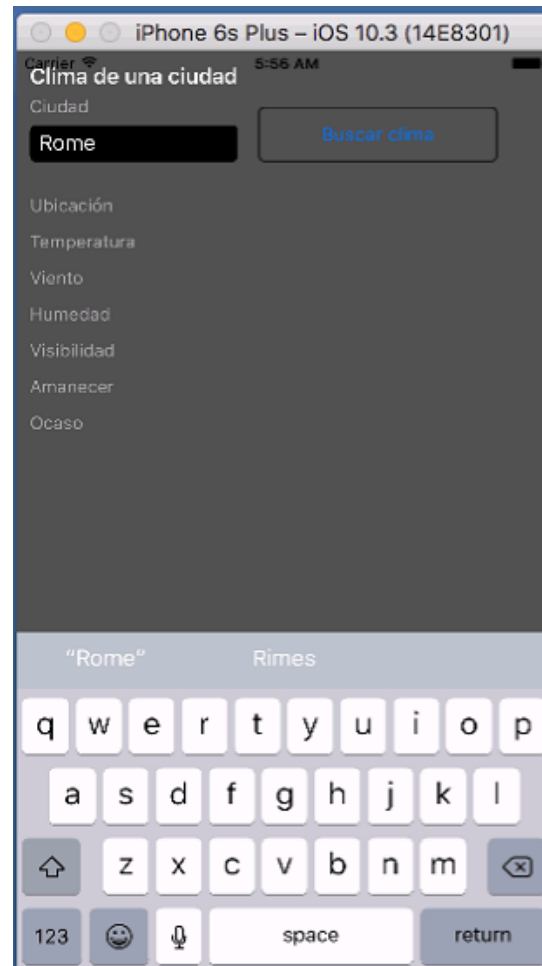 iPhone 6s Plus – iOS 10.3 (14E8301)
Carrier 5:56 AM
Clima de una ciudad
Ciudad
Rome Buscar clima
Ubicación
Temperatura
Viento
Humedad
Visibilidad
Amanecer
Ocaso
“Rome” Rimes
q w e r t y u i o p
a s d f g h j k l
z x c v b n m
123 space return